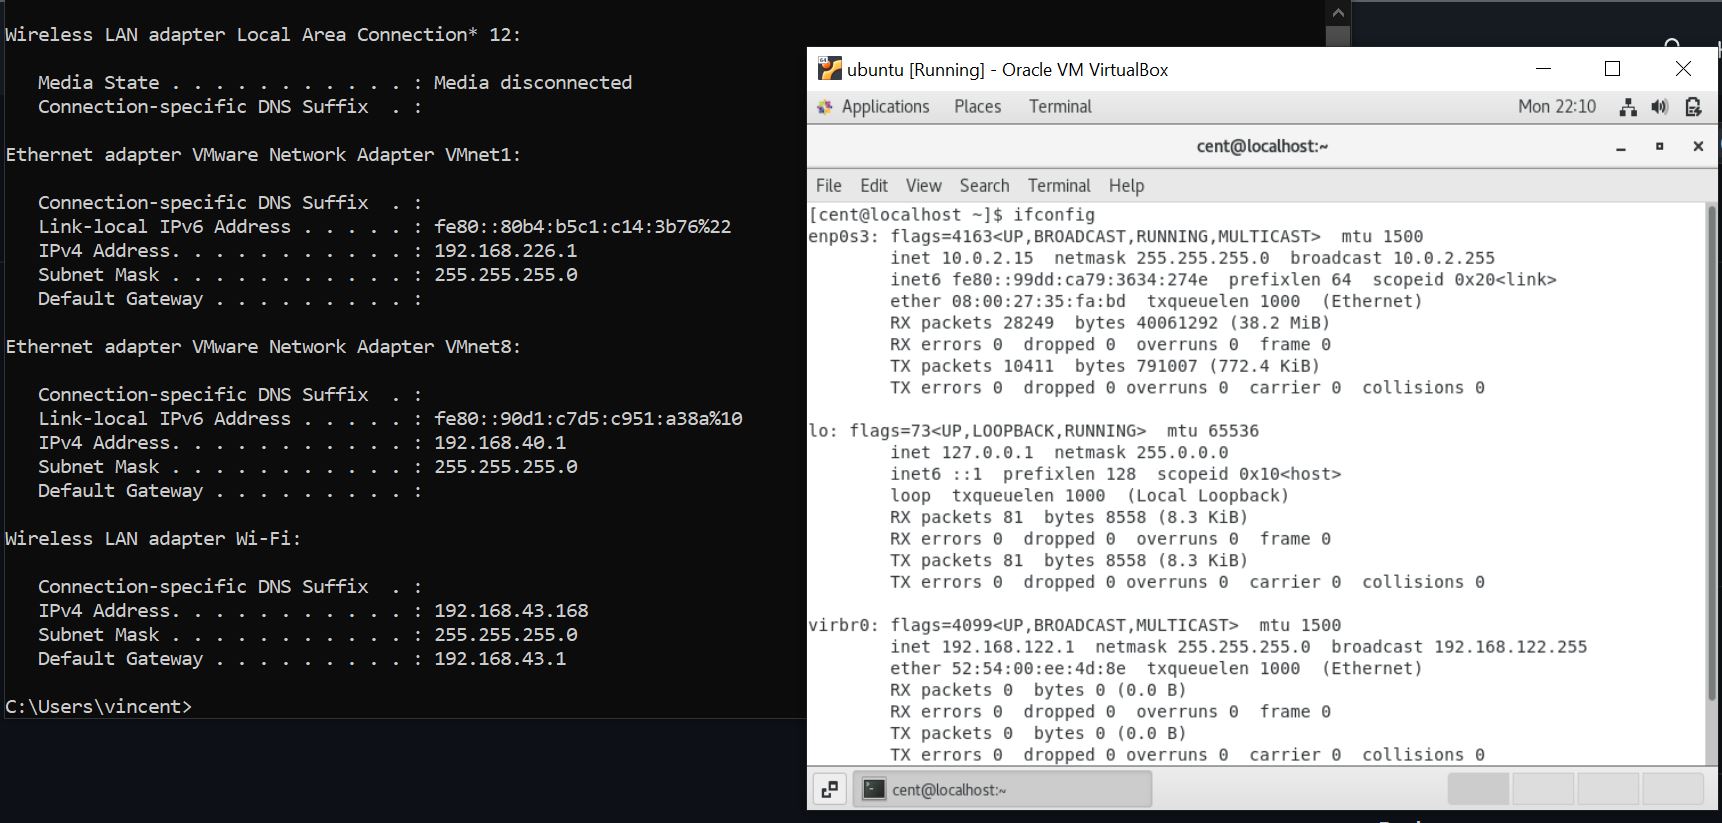 Wireless LAN adapter Local Area Connection* 12:
Media State . . . . . . . . . . . : Media disconnected
Connection-specific DNS Suffix  . :
Ethernet adapter VMware Network Adapter VMnet1:
Connection-specific DNS Suffix  . :
Link-local IPv6 Address . . . . . : fe80::80b4:b5c1:c14:3b76%22
IPv4 Address. . . . . . . . . . . : 192.168.226.1
Subnet Mask . . . . . . . . . . . : 255.255.255.0
Default Gateway . . . . . . . . . :
Ethernet adapter VMware Network Adapter VMnet8:
Connection-specific DNS Suffix  . :
Link-local IPv6 Address . . . . . : fe80::90d1:c7d5:c951:a38a%10
IPv4 Address. . . . . . . . . . . : 192.168.40.1
Subnet Mask . . . . . . . . . . . : 255.255.255.0
Default Gateway . . . . . . . . . :
Wireless LAN adapter Wi-Fi:
Connection-specific DNS Suffix  . :
IPv4 Address. . . . . . . . . . . : 192.168.43.168
Subnet Mask . . . . . . . . . . . : 255.255.255.0
Default Gateway . . . . . . . . . : 192.168.43.1
C:\Users\vincent>
ubuntu [Running] - Oracle VM VirtualBox
Applications Places Terminal Mon 22:10
cent@localhost:~
File Edit View Search Terminal Help
[cent@localhost ~]$ ifconfig
enp0s3: flags=4163<UP,BROADCAST,RUNNING,MULTICAST>  mtu 1500
inet 10.0.2.15  netmask 255.255.255.0  broadcast 10.0.2.255
inet6 fe80::99dd:ca79:3634:274e  prefixlen 64  scopeid 0x20<link>
ether 08:00:27:35:fa:bd  txqueuelen 1000  (Ethernet)
RX packets 28249  bytes 40061292 (38.2 MiB)
RX errors 0  dropped 0  overruns 0  frame 0
TX packets 10411  bytes 791007 (772.4 KiB)
TX errors 0  dropped 0 overruns 0  carrier 0  collisions 0
lo: flags=73<UP,LOOPBACK,RUNNING>  mtu 65536
inet 127.0.0.1  netmask 255.0.0.0
inet6 ::1  prefixlen 128  scopeid 0x10<host>
loop  txqueuelen 1000  (Local Loopback)
RX packets 81  bytes 8558 (8.3 KiB)
RX errors 0  dropped 0  overruns 0  frame 0
TX packets 81  bytes 8558 (8.3 KiB)
TX errors 0  dropped 0 overruns 0  carrier 0  collisions 0
virbr0: flags=4099<UP,BROADCAST,MULTICAST>  mtu 1500
inet 192.168.122.1  netmask 255.255.255.0  broadcast 192.168.122.255
ether 52:54:00:ee:4d:8e  txqueuelen 1000  (Ethernet)
RX packets 0  bytes 0 (0.0 B)
RX errors 0  dropped 0  overruns 0  frame 0
TX packets 0  bytes 0 (0.0 B)
TX errors 0  dropped 0 overruns 0  carrier 0  collisions 0
cent@localhost:~